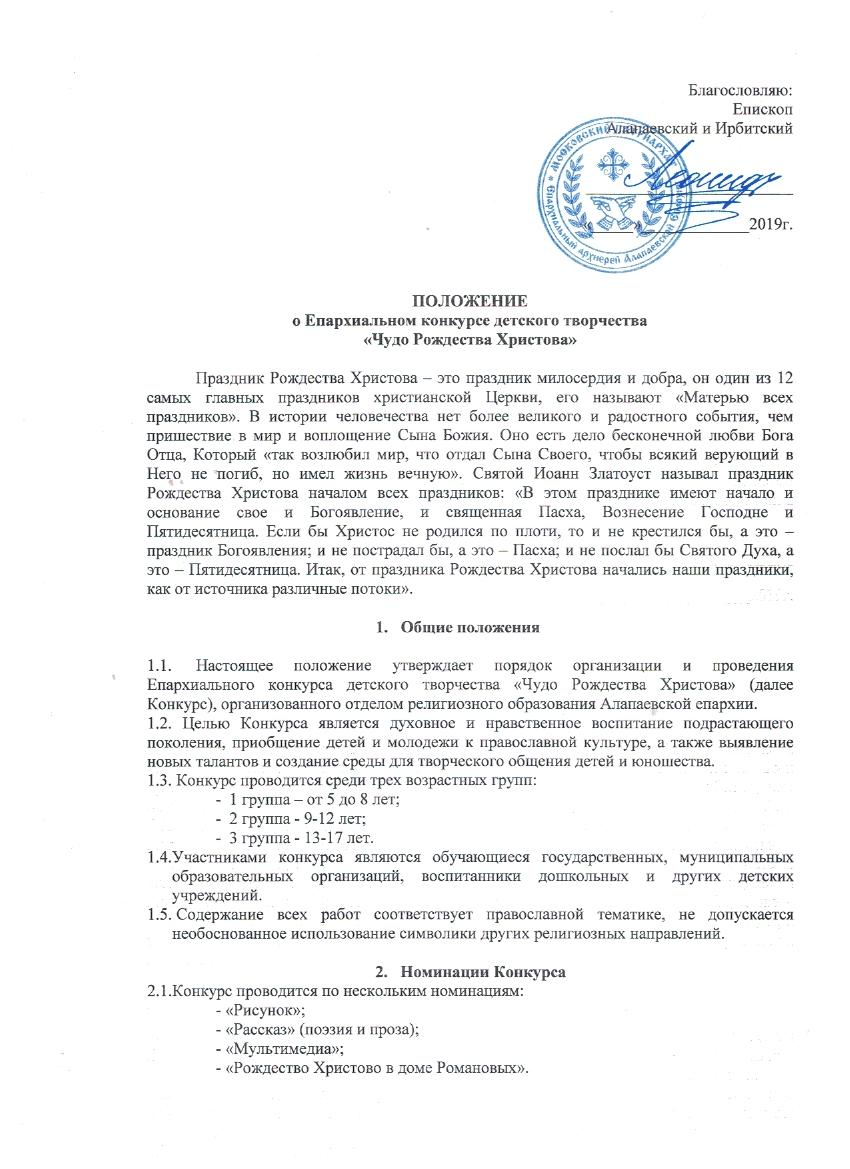 Благословляю:
Епископ
Алапаевский и Ирбитский
Леонид
«_____»____________2019г.
ПОЛОЖЕНИЕ
о Епархиальном конкурсе детского творчества
«Чудо Рождества Христова»
Праздник Рождества Христова – это праздник милосердия и добра, он один из 12
самых главных праздников христианской Церкви, его называют «Матерью всех
праздников». В истории человечества нет более великого и радостного события, чем
пришествие в мир и воплощение Сына Божия. Оно есть дело бесконечной любви Бога
Отца, Который «так возлюбил мир, что отдал Сына Своего, чтобы всякий верующий в
Него не погиб, но имел жизнь вечную». Святой Иоанн Златоуст называл праздник
Рождества Христова началом всех праздников: «В этом празднике имеют начало и
основание свое и Богоявление, и священная Пасха, Вознесение Господне и
Пятидесятница. Если бы Христос не родился по плоти, то и не крестился бы, а это –
праздник Богоявления; и не пострадал бы, а это – Пасха; и не послал бы Святого Духа, а
это – Пятидесятница. Итак, от праздника Рождества Христова начались наши праздники,
как от источника различные потоки».
1. Общие положения
1.1. Настоящее положение утверждает порядок организации и проведения
Епархиального конкурса детского творчества «Чудо Рождества Христова» (далее
Конкурс), организованного отделом религиозного образования Алапаевской епархии.
1.2. Целью Конкурса является духовное и нравственное воспитание подрастающего
поколения, приобщение детей и молодежи к православной культуре, а также выявление
новых талантов и создание среды для творческого общения детей и юношества.
1.3. Конкурс проводится среди трех возрастных групп:
- 1 группа – от 5 до 8 лет;
- 2 группа - 9-12 лет;
- 3 группа - 13-17 лет.
1.4.Участниками конкурса являются обучающиеся государственных, муниципальных
образовательных организаций, воспитанники дошкольных и других детских
учреждений.
1.5. Содержание всех работ соответствует православной тематике, не допускается
необоснованное использование символики других религиозных направлений.
2. Номинации Конкурса
2.1.Конкурс проводится по нескольким номинациям:
- «Рисунок»;
- «Рассказ» (поэзия и проза);
- «Мультимедиа»;
- «Рождество Христово в доме Романовых».